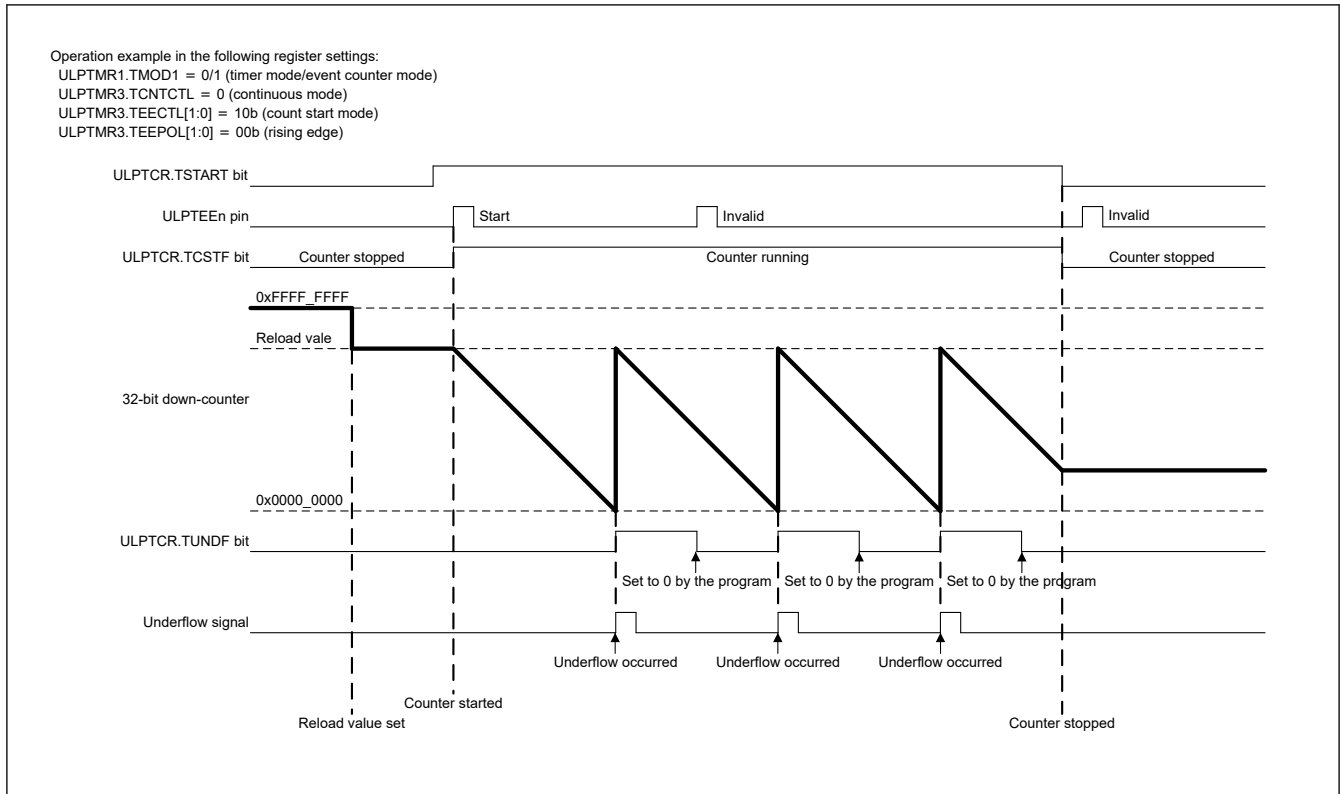 Operation example in the following register settings:
ULPTMR1.TMOD1 = 0/1 (timer mode/event counter mode)
ULPTMR3.TCNTCTL = 0 (continuous mode)
ULPTMR3.TEECTL[1:0] = 10b (count start mode)
ULPTMR3.TEEPOL[1:0] = 00b (rising edge)
ULPTCR.TSTART bit
ULPTEEn pin Start Invalid Invalid
ULPTCR.TCSTF bit Counter stopped Counter running Counter stopped
0xFFFF_FFFF
Reload vale
32-bit down-counter
0x0000_0000
ULPTCR.TUNDF bit
Set to 0 by the program Set to 0 by the program Set to 0 by the program
Underflow signal
Underflow occurred Underflow occurred Underflow occurred
Counter started
Reload value set Counter stopped